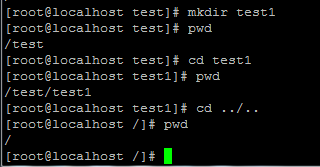 [root@localhost test]# mkdir test1
[root@localhost test]# pwd
/test
[root@localhost test]# cd test1
[root@localhost test1]# pwd
/test/test1
[root@localhost test1]# cd ../..
[root@localhost /]# pwd
/
[root@localhost /]#